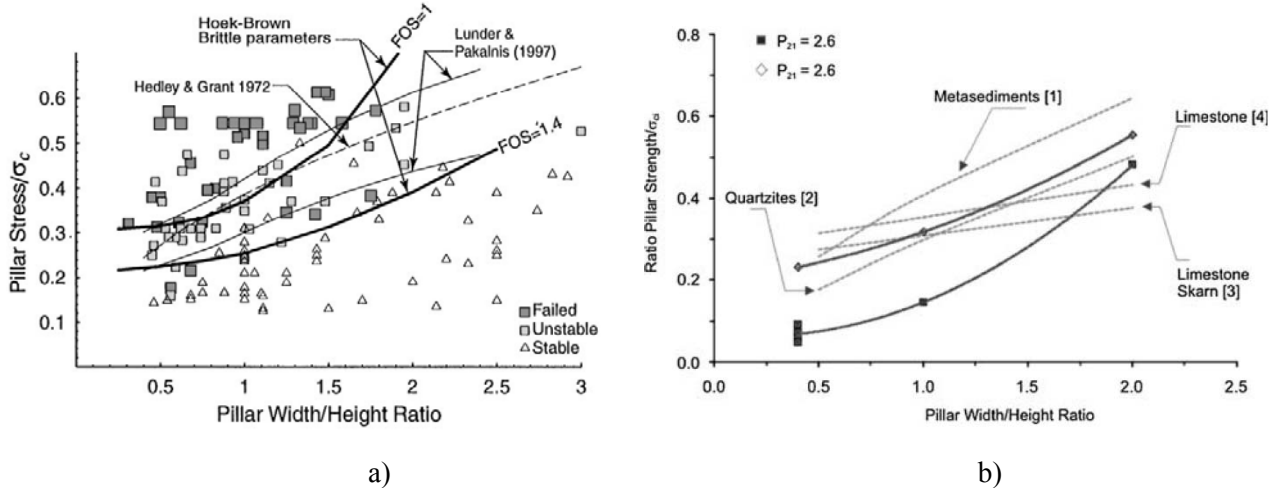 Hoek-Brown
Brittle parameters
FOS=1
Lunder &
Pakalnis (1997)
Hedley & Grant 1972
FOS=1.4
Pillar Stress/σc
0.6
0.5
0.4
0.3
0.2
0.1
Failed
Unstable
Stable
0.5
1
1.5
2
2.5
3
Pillar Width/Height Ratio
a)
0.8
0.6
0.4
0.2
0.0
Ratio Pillar Strength/σci
P21 = 2.6
P21 = 2.6
Metasediments [1]
Limestone [4]
Quartzites [2]
Limestone
Skarn [3]
0.0
0.5
1.0
1.5
2.0
2.5
Pillar Width/Height Ratio
b)